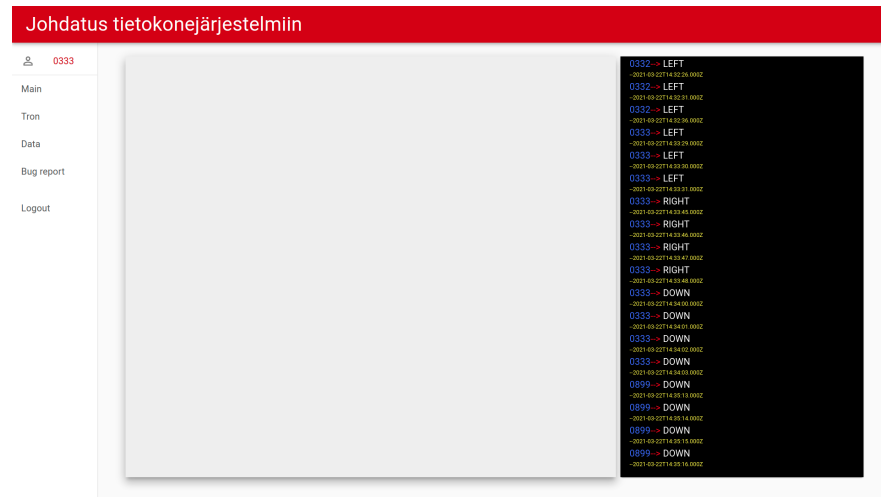 Johdatus tietokonejärjestelmiin
0333
Main
Tron
Data
Bug report
Logout
0332--> LEFT
--2021-03-22T14:32:26.000Z
0332--> LEFT
--2021-03-22T14:32:31.000Z
0332--> LEFT
--2021-03-22T14:32:36.000Z
0333--> LEFT
--2021-03-22T14:33:29.000Z
0333--> LEFT
--2021-03-22T14:33:30.000Z
0333--> LEFT
--2021-03-22T14:33:31.000Z
0333--> RIGHT
--2021-03-22T14:33:45.000Z
0333--> RIGHT
--2021-03-22T14:33:46.000Z
0333--> RIGHT
--2021-03-22T14:33:47.000Z
0333--> RIGHT
--2021-03-22T14:33:48.000Z
0333--> DOWN
--2021-03-22T14:34:00.000Z
0333--> DOWN
--2021-03-22T14:34:01.000Z
0333--> DOWN
--2021-03-22T14:34:02.000Z
0333--> DOWN
--2021-03-22T14:34:03.000Z
0899--> DOWN
--2021-03-22T14:35:13.000Z
0899--> DOWN
--2021-03-22T14:35:14.000Z
0899--> DOWN
--2021-03-22T14:35:15.000Z
0899--> DOWN
--2021-03-22T14:35:16.000Z